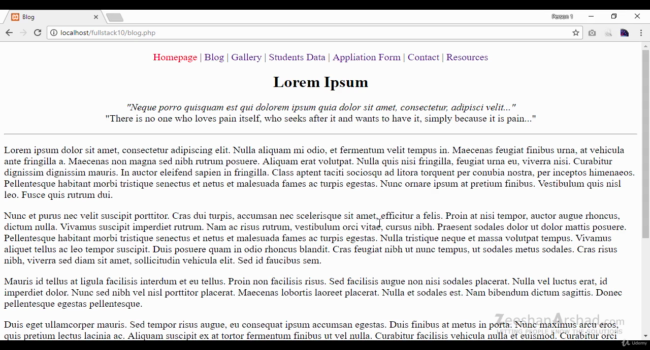 Blog
localhost/fullstack10/blog.php
Homepage | Blog | Gallery | Students Data | Appliation Form | Contact | Resources
Lorem Ipsum
"Neque porro quisquam est qui dolorem ipsum quia dolor sit amet, consectetur, adipisci velit..."
"There is no one who loves pain itself, who seeks after it and wants to have it, simply because it is pain..."
Lorem ipsum dolor sit amet, consectetur adipiscing elit. Nulla aliquam mi odio, et fermentum velit tempus in. Maecenas feugiat finibus urna, at vehicula
ante fringilla a. Maecenas non magna sed nibh rutrum posuere. Aliquam erat volutpat. Nulla quis nisi fringilla, feugiat urna eu, viverra nisi. Curabitur
dignissim dignissim mauris. In auctor eleifend sapien in fringilla. Class aptent taciti sociosqu ad litora torquent per conubia nostra, per inceptos himenaeos.
Pellentesque habitant morbi tristique senectus et netus et malesuada fames ac turpis egestas. Nunc ornare ipsum at pretium finibus. Vestibulum quis nisl
leo. Fusce quis rutrum dui.
Nunc et purus nec velit suscipit porttitor. Cras dui turpis, accumsan nec scelerisque sit amet, efficitur a felis. Proin at nisi tempor, auctor augue rhoncus,
dictum nulla. Vivamus suscipit imperdiet rutrum. Nam ac risus rutrum, vestibulum orci vitae, cursus nibh. Praesent sodales dolor ut dolor mattis posuere.
Pellentesque habitant morbi tristique senectus et netus et malesuada fames ac turpis egestas. Nulla tristique neque et massa volutpat tempus. Vivamus
aliquet tellus ac leo tempor suscipit. Duis posuere quam in odio rhoncus blandit. Cras feugiat nibh ut nunc tempus, ut sodales metus sodales. Cras nisi
nibh, viverra sed diam sit amet, sollicitudin vehicula elit. Sed id faucibus sem.
Mauris id tellus at ligula facilisis interdum et eu tellus. Proin non facilisis risus. Sed facilisis augue non nisi sodales placerat. Nulla vel luctus erat, id
imperdiet dolor. Nunc sed nibh vel nisl porttitor placerat. Maecenas lobortis laoreet placerat. Nulla et sodales est. Nam bibendum dictum sagittis. Donec
pellentesque egestas pellentesque.
Duis eget ullamcorper mauris. Sed tempor risus augue, eu consequat ipsum accumsan egestas. Duis finibus at metus in porta. Nunc maximus arcu eros,
quis pretium lectus lacinia ac. Aliquam suscipit ex at tortor fermentum finibus ut vel nulla. Curabitur facilisis vehicula nulla et euismod. Curabitur orci
ZeeshanArshad.com
Udemy